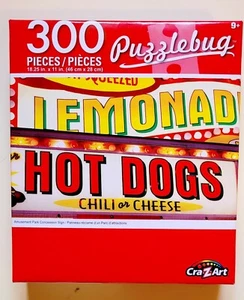 300
PIECES / PIÈCES
18.25 in. x 11 in. (46 cm x 28 cm)
Puzzlebug
9+
SQUEEZED
LEMONAD
HOT DOGS
CHILI or CHEESE
Amusement Park Concession Sign
Cra-Z-Art